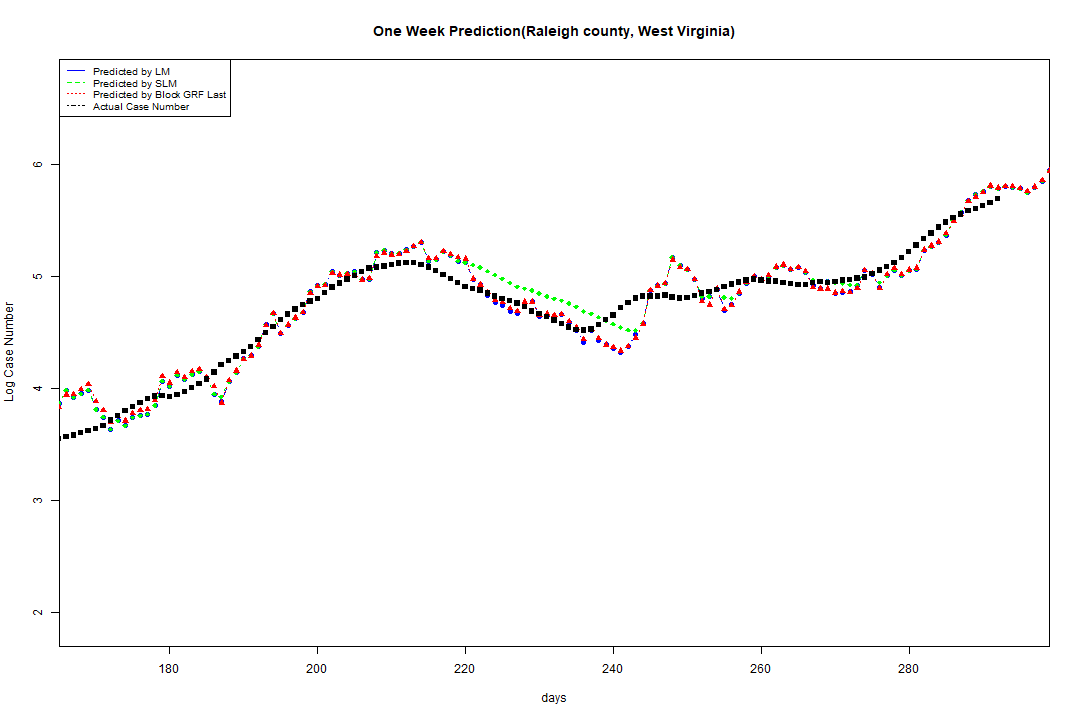 One Week Prediction(Raleigh county, West Virginia)
Predicted by LM
Predicted by SLM
Predicted by Block GRF Last
Actual Case Number
6
5
4
3
2
Log Case Number
180 200 220 240 260 280
days